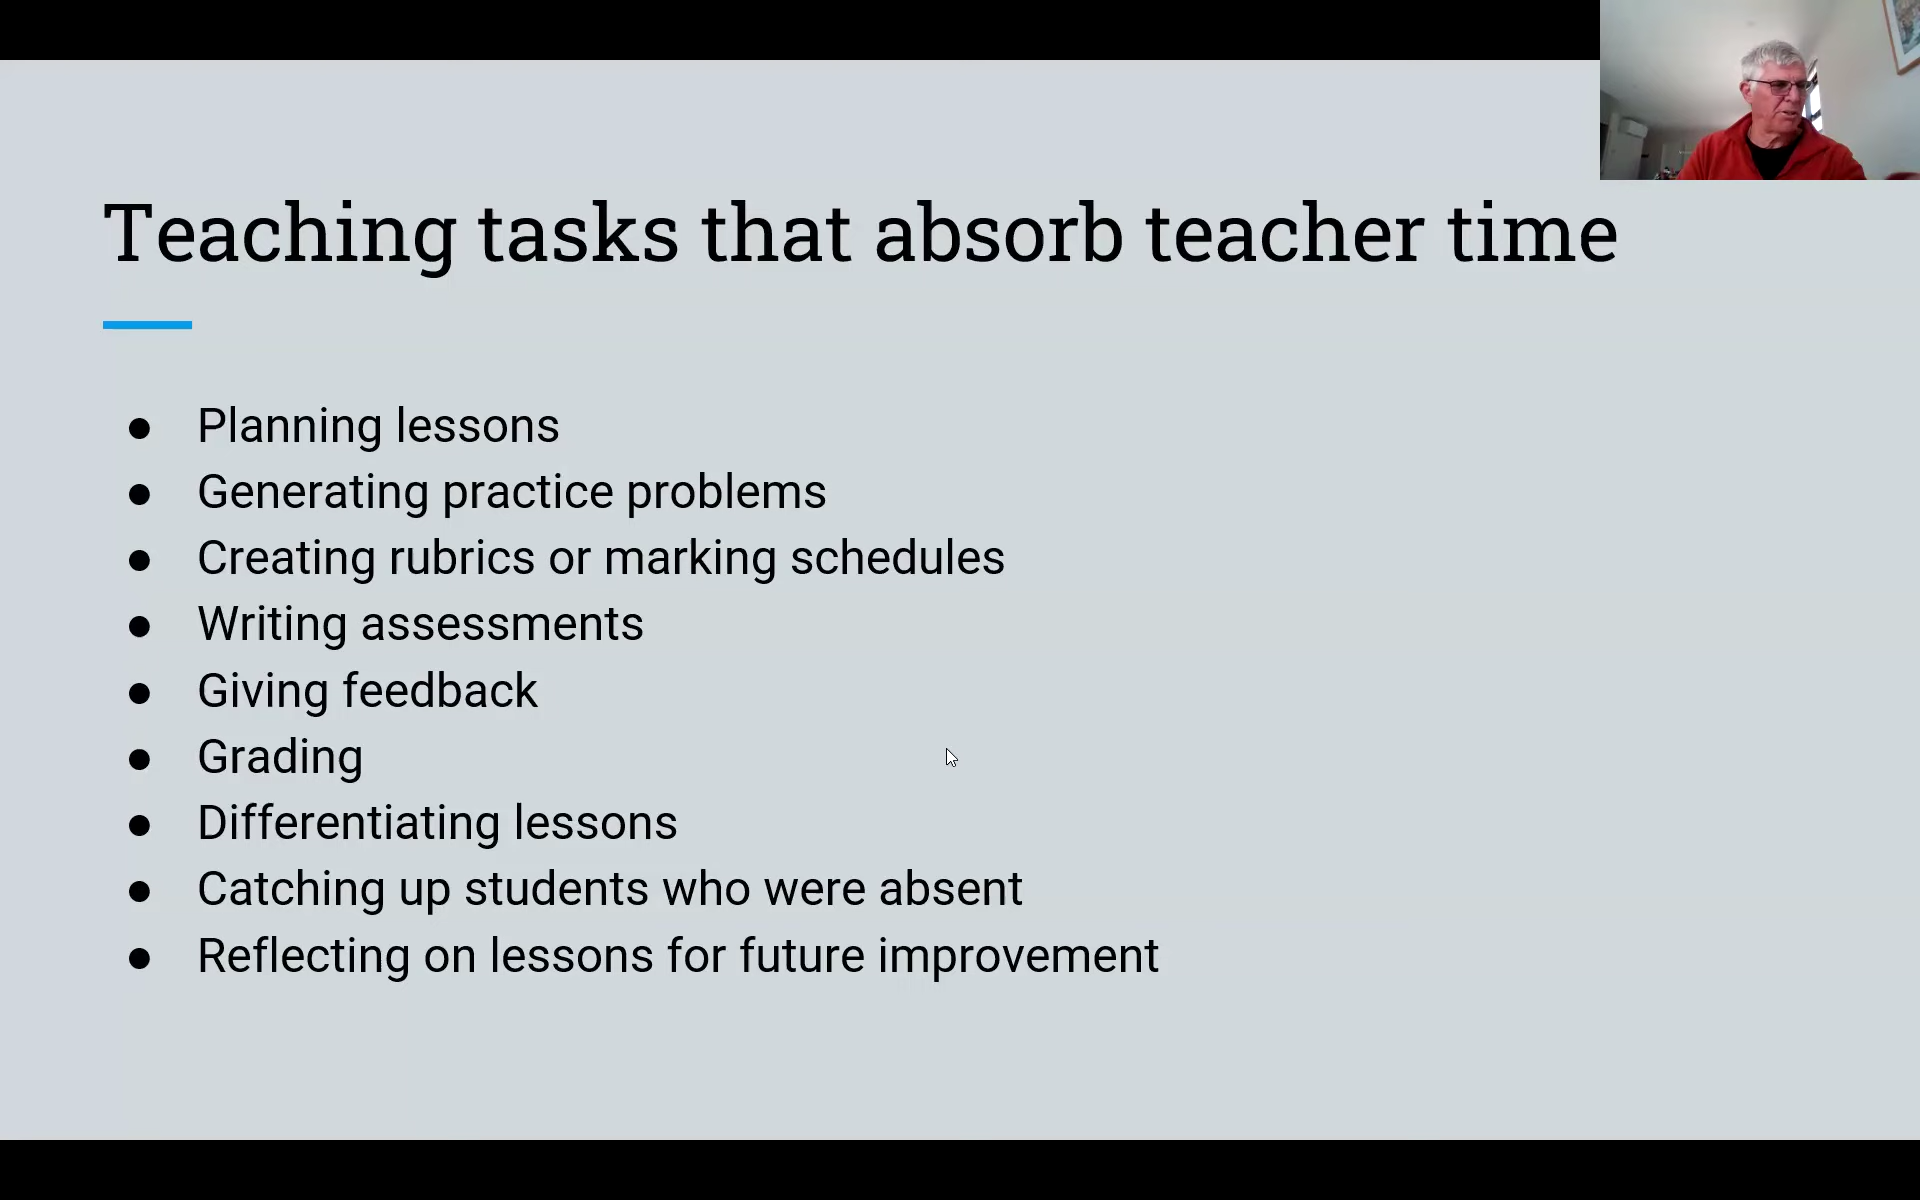 Teaching tasks that absorb teacher time
● Planning lessons
● Generating practice problems
● Creating rubrics or marking schedules
● Writing assessments
● Giving feedback
● Grading
● Differentiating lessons
● Catching up students who were absent
● Reflecting on lessons for future improvement